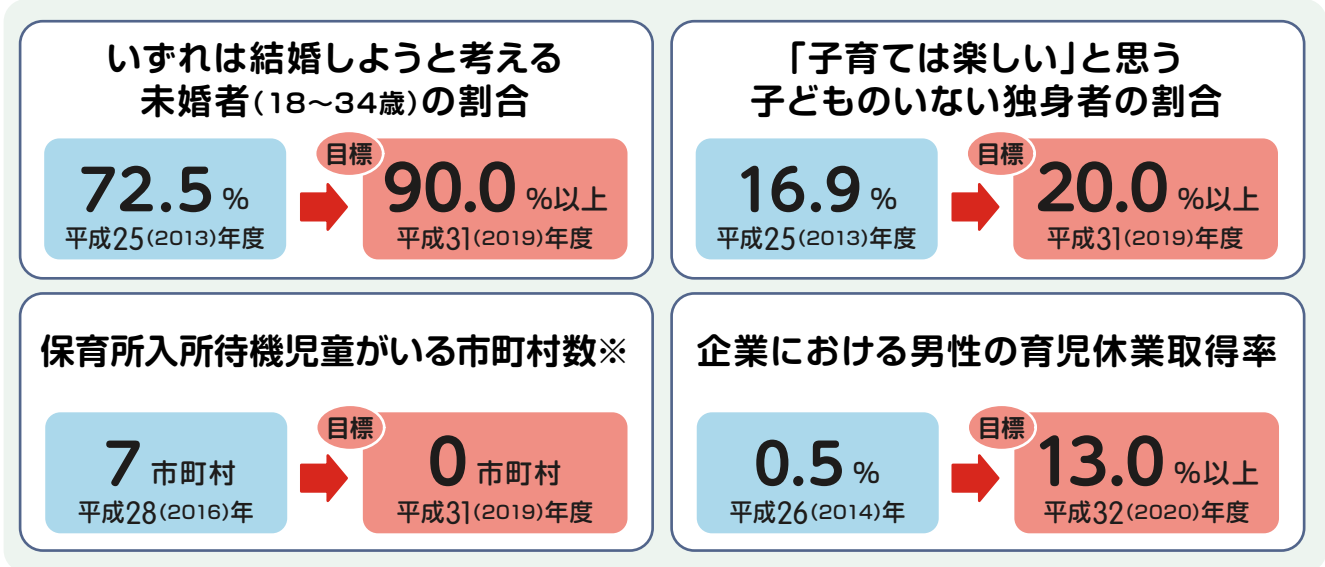 いずれは結婚しようと考える
未婚者(18～34歳)の割合
72.5%
平成25(2013)年度
目標
90.0%以上
平成31(2019)年度
「子育ては楽しい」と思う
子どものいない独身者の割合
16.9%
平成25(2013)年度
目標
20.0%以上
平成31(2019)年度
保育所入所待機児童がいる市町村数※
7市町村
平成28(2016)年
目標
0市町村
平成31(2019)年度
企業における男性の育児休業取得率
0.5%
平成26(2014)年
目標
13.0%以上
平成32(2020)年度